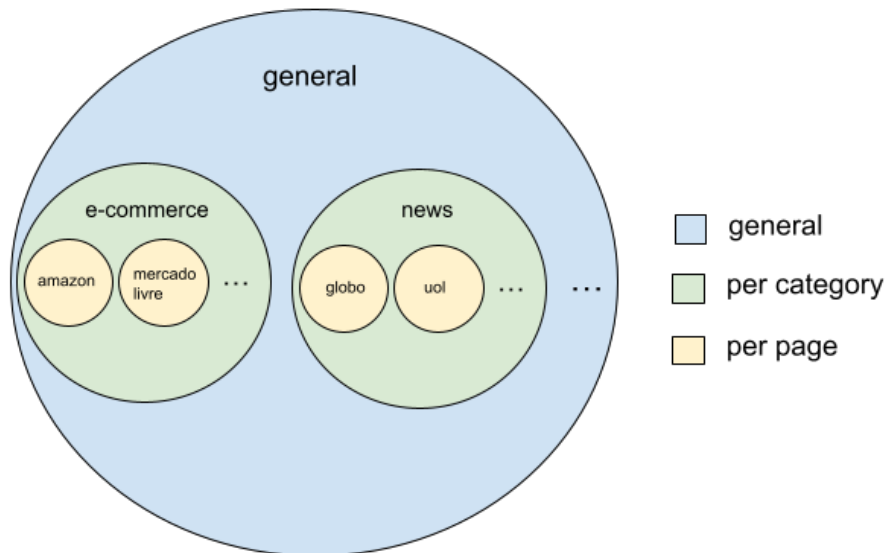 general
e-commerce
news
amazon
mercado
livre
...
globo
uol
...
...
general
per category
per page